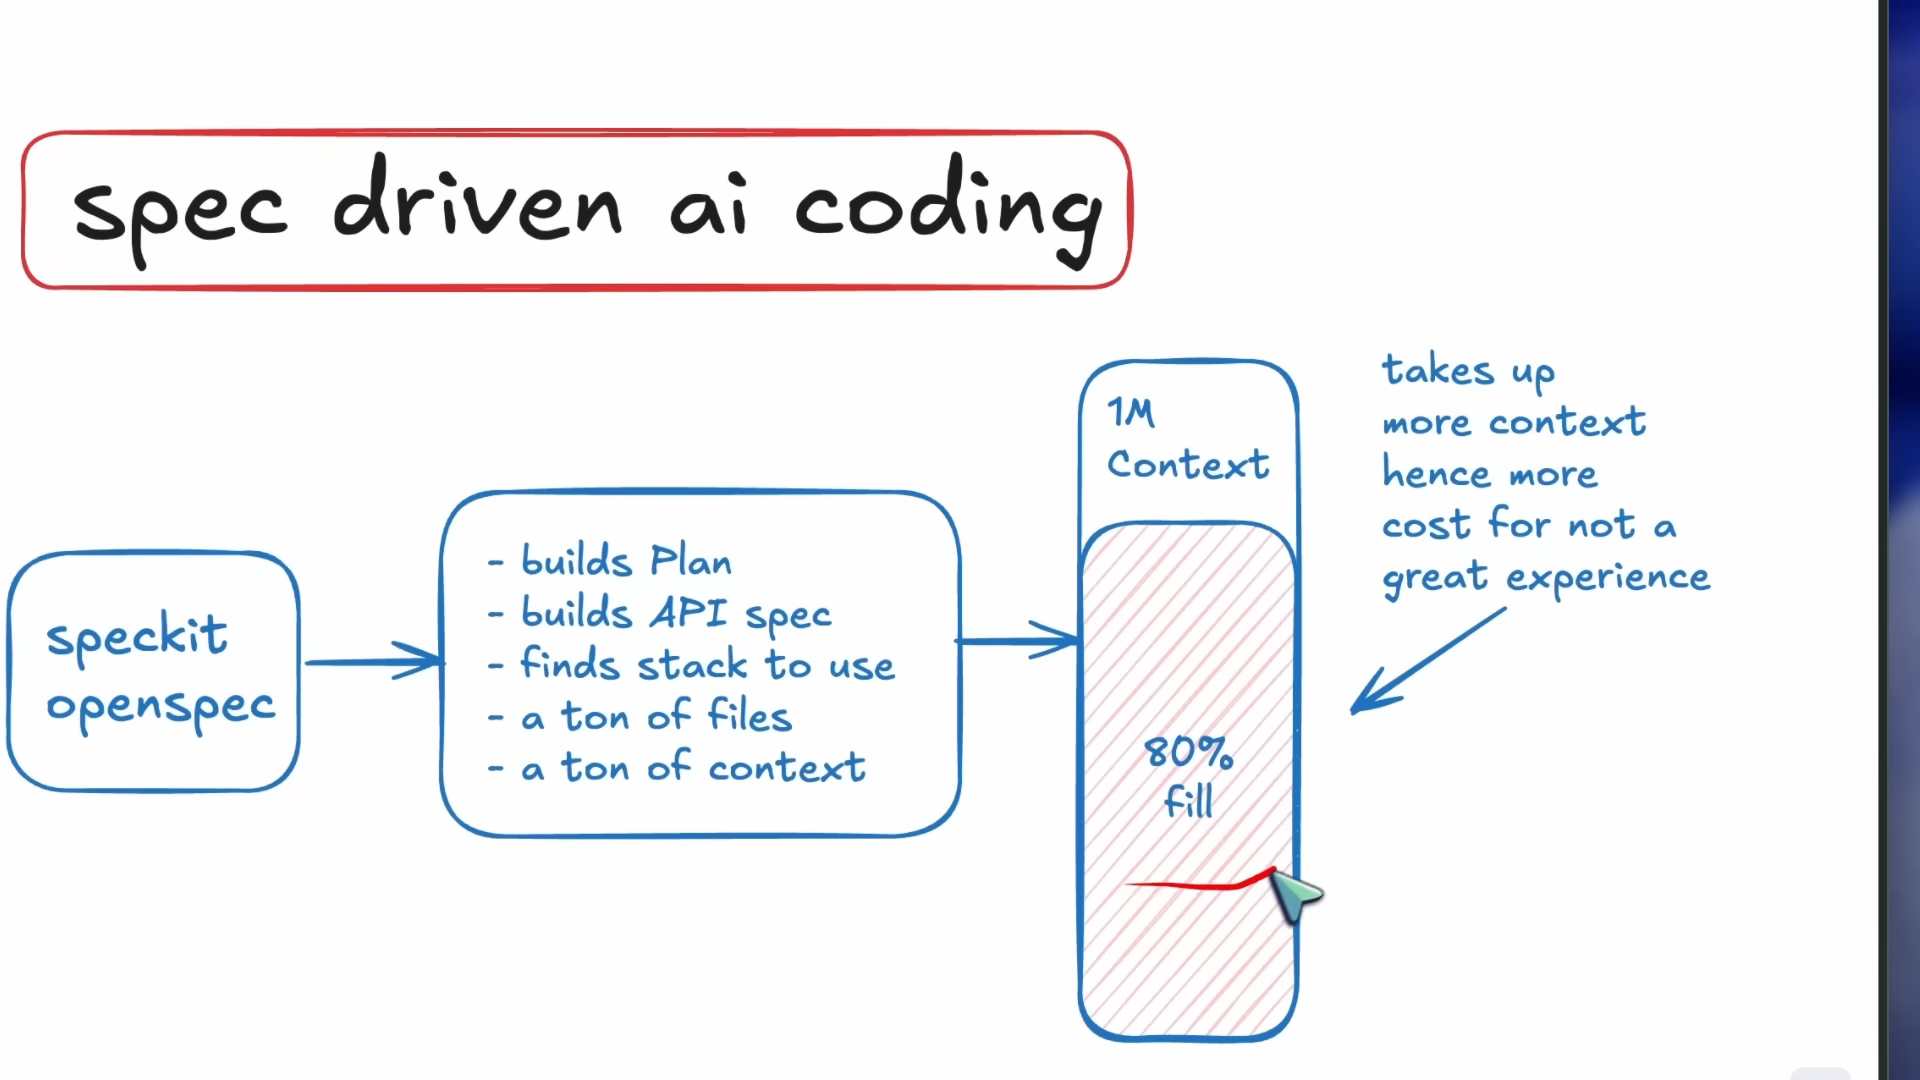 spec driven ai coding
speckit
openspec
- builds Plan
- builds API spec
- finds stack to use
- a ton of files
- a ton of context
1M
Context
80%
fill
takes up
more context
hence more
cost for not a
great experience